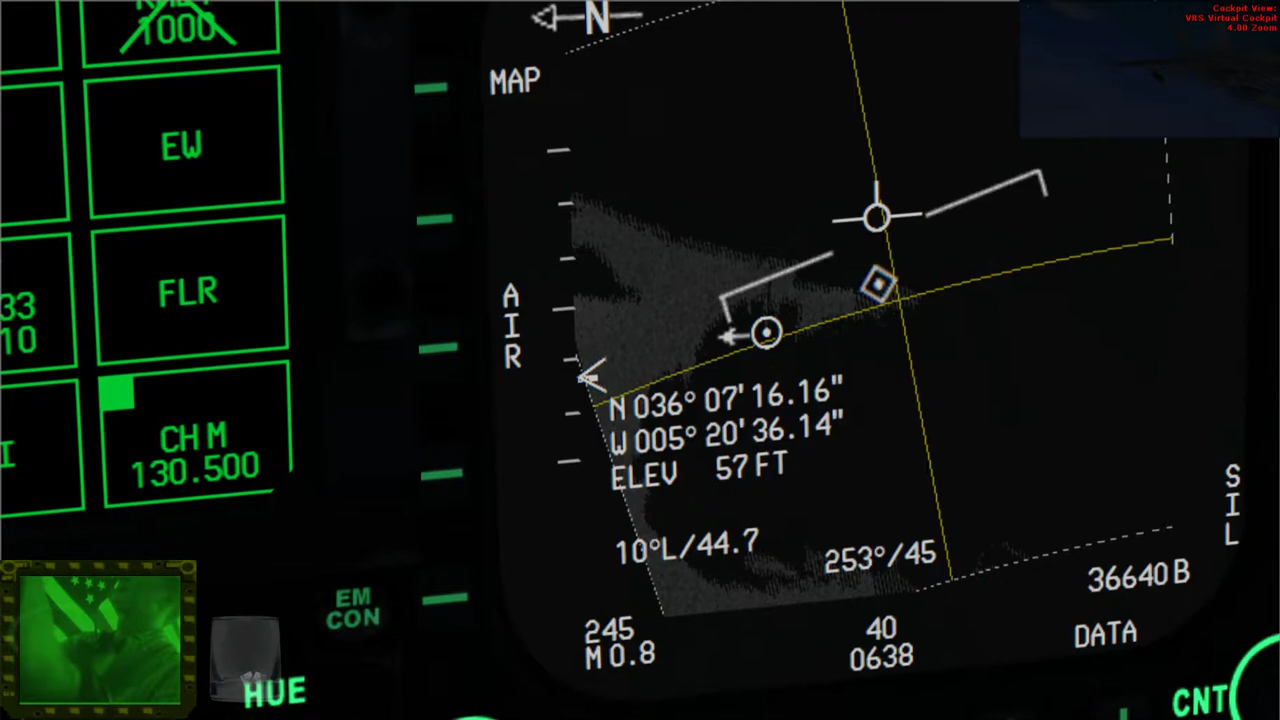 Cockpit View:
VRS Virtual Cockpit
4.00 Zoom
1000
EW
33
10
FLR
I
CH M
130.500
EM
CON
HUE
N
MAP
A
I
R
N 036° 07' 16.16"
W 005° 20' 36.14"
ELEV 57 FT
10°L/44.7
253°/45
S
I
L
36640 B
245
M 0.8
40
0638
DATA
CNT